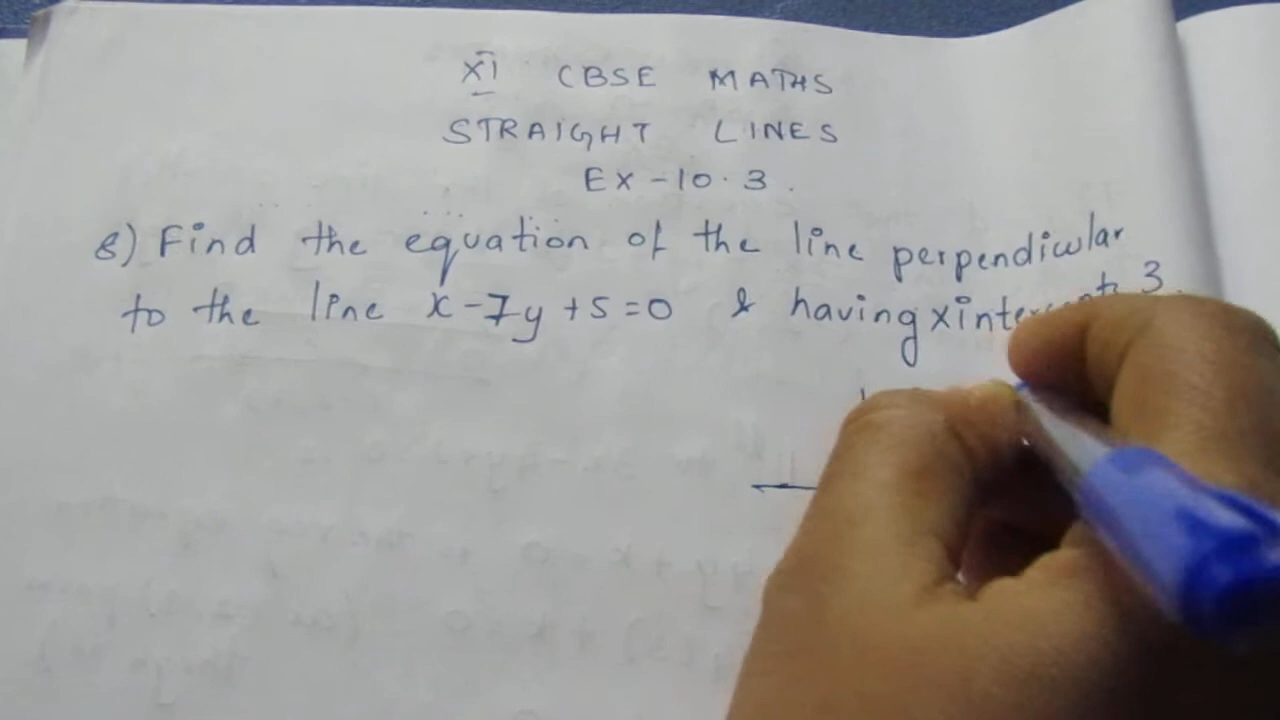 XI CBSE MATHS
STRAIGHT LINES
EX-10.3.
8) Find the equation of the line perpendicular
to the line x-7y+5=0 & having x 3.